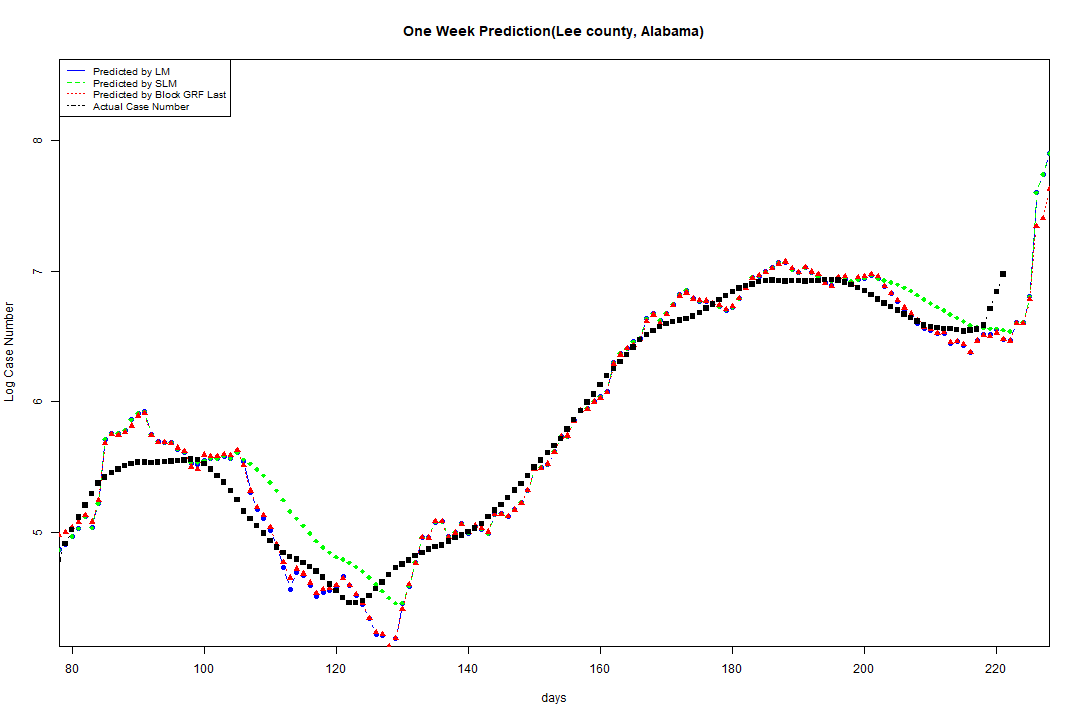 One Week Prediction(Lee county, Alabama)
Predicted by LM
Predicted by SLM
Predicted by Block GRF Last
Actual Case Number
8
7
6
5
Log Case Number
80 100 120 140 160 180 200 220
days